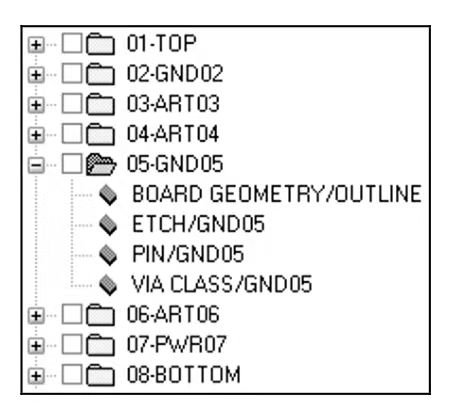 01-TOP
02-GND02
03-ART03
04-ART04
05-GND05
BOARD GEOMETRY/OUTLINE
ETCH/GND05
PIN/GND05
VIA CLASS/GND05
06-ART06
07-PWR07
08-BOTTOM